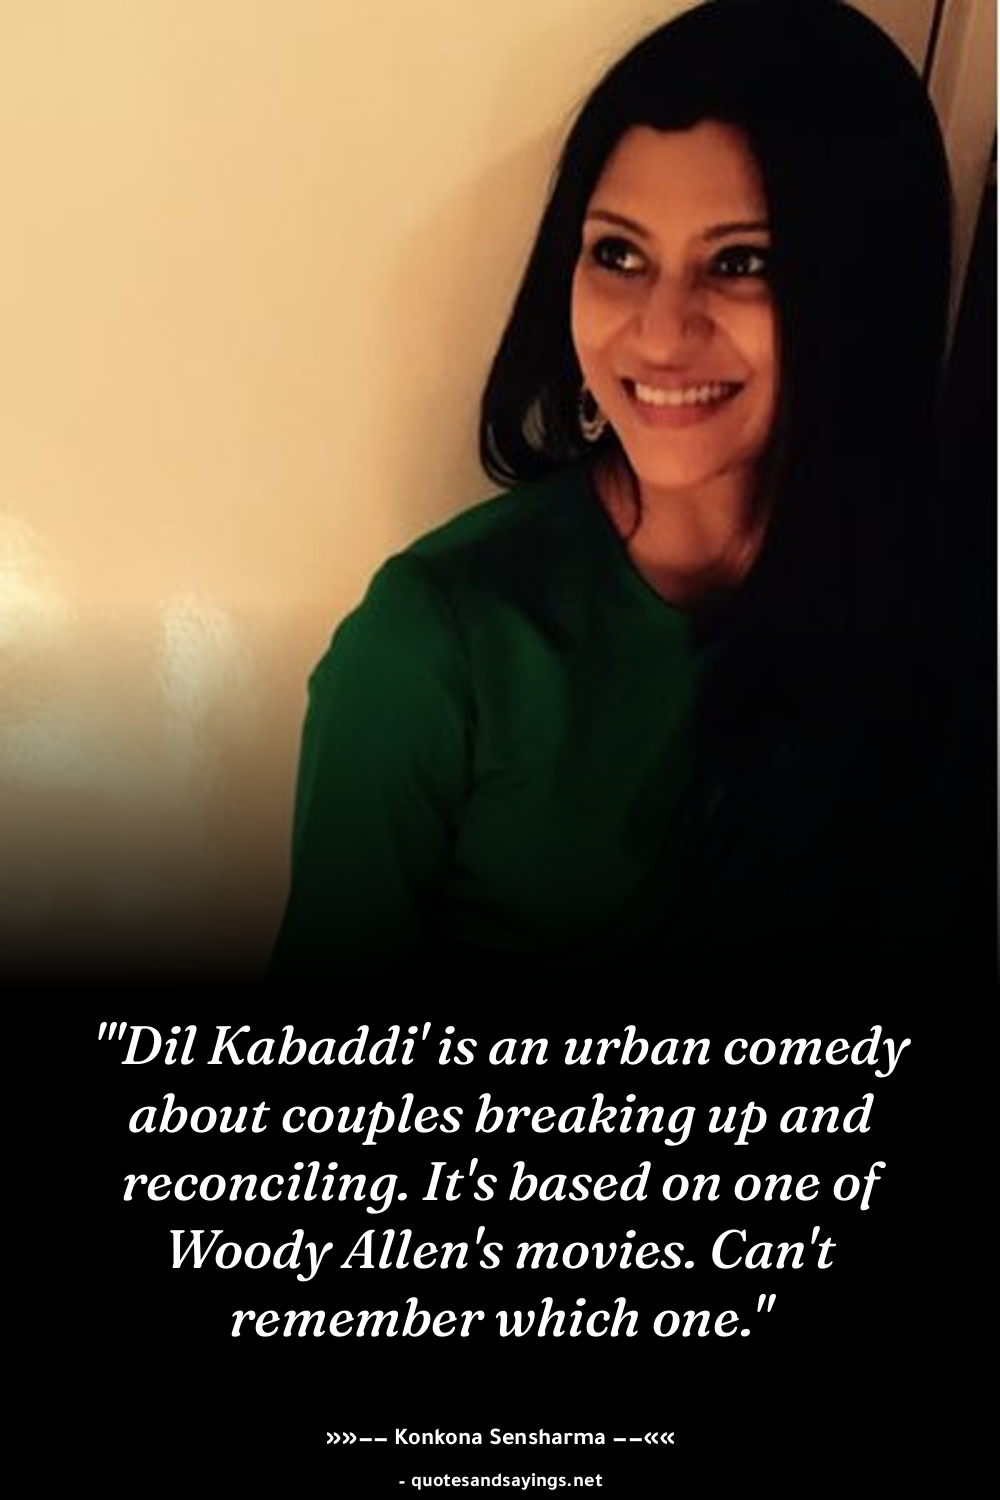 "'Dil Kabaddi' is an urban comedy
about couples breaking up and
reconciling. It's based on one of
Woody Allen's movies. Can't
remember which one."
»»−− Konkona Sensharma −−««
- quotesandsayings.net